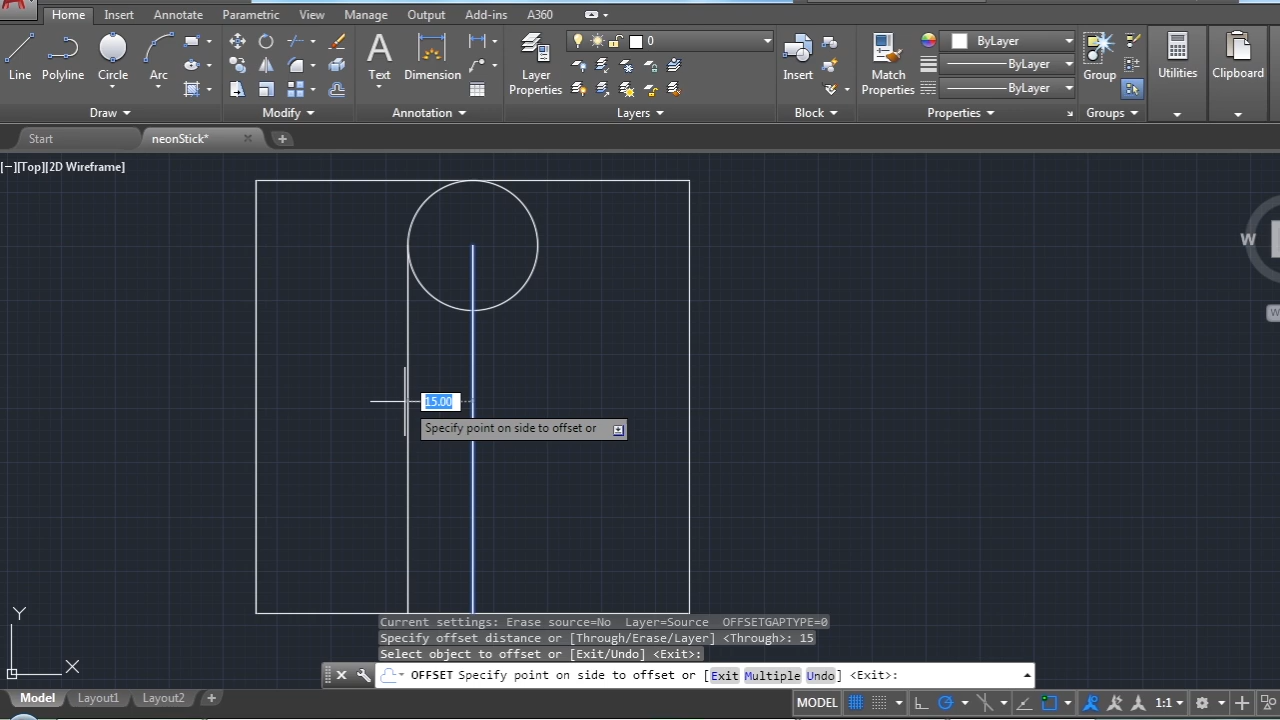 Home Insert Annotate Parametric View Manage Output Add-ins A360
Line Polyline Circle Arc Text Dimension Layer Properties 0 Insert Match Properties ByLayer Group Utilities Clipboard
ByLayer
ByLayer
Draw Modify Annotation Layers Block Properties Groups
Start neonStick*
[−][Top][2D Wireframe]
W
W
15.00
Specify point on side to offset or
Y
X
Current settings: Erase source=No Layer=Source OFFSETGAPTYPE=0
Specify offset distance or [Through/Erase/Layer] <Through>: 15
Select object to offset or [Exit/Undo] <Exit>:
OFFSET Specify point on side to offset or [Exit Multiple Undo] <Exit>:
Model Layout1 Layout2 MODEL 1:1